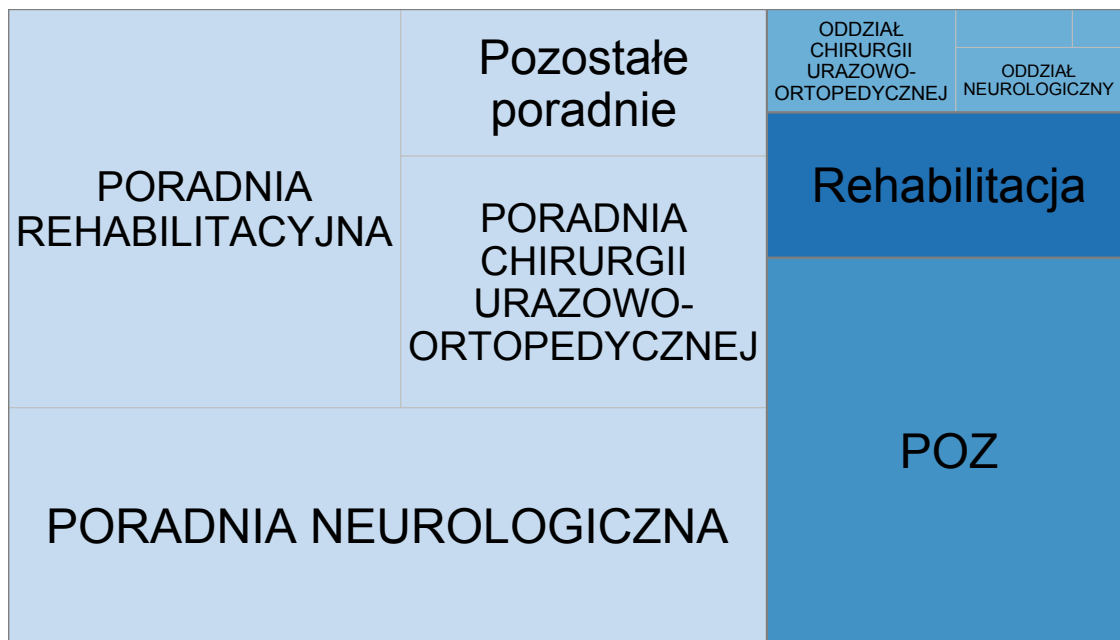 PORADNIA
REHABILITACYJNA
Pozostałe
poradnie
PORADNIA
CHIRURGII
URAZOWO-
ORTOPEDYCZNEJ
PORADNIA NEUROLOGICZNA
ODDZIAŁ
CHIRURGII
URAZOWO-
ORTOPEDYCZNEJ
ODDZIAŁ
NEUROLOGICZNY
Rehabilitacja
POZ